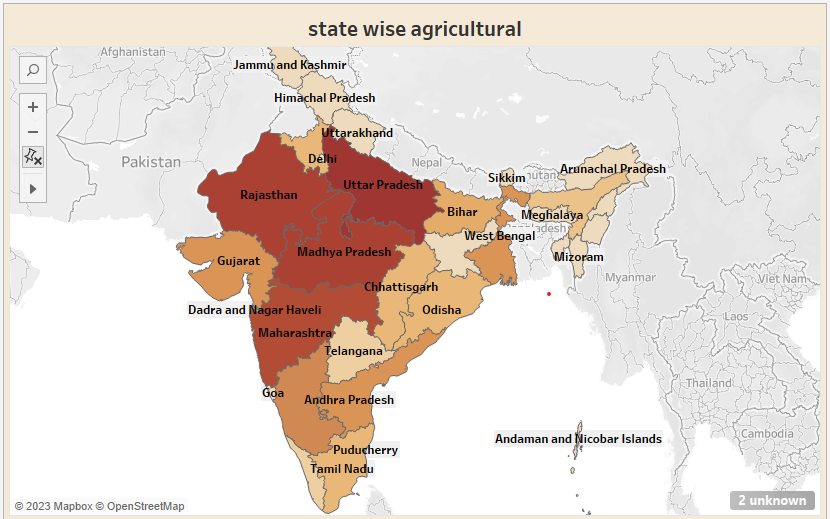 state wise agricultural
Afghanistan
Jammu and Kashmir
Himachal Pradesh
Uttarakhand
Pakistan
Delhi
Nepal
Sikkim
Arunachal Pradesh
Rajasthan
Uttar Pradesh
Bihar
Meghalaya
West Bengal
Gujarat
Madhya Pradesh
Mizoram
Myanmar
Viet Nam
Chhattisgarh
Dadra and Nagar Haveli
Odisha
Laos
Maharashtra
Telangana
Thailand
Goa
Andhra Pradesh
Cambodia
Andaman and Nicobar Islands
Puducherry
Tamil Nadu
2 unknown
© 2023 Mapbox © OpenStreetMap